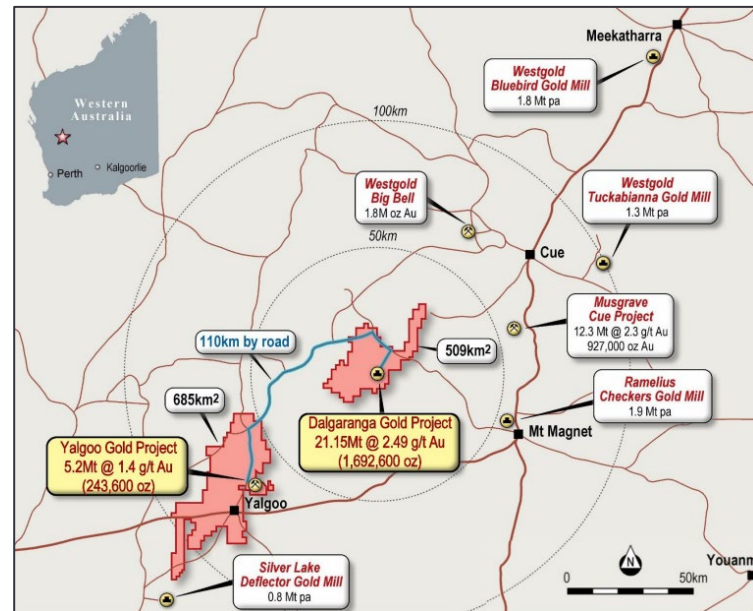 Meekatharra
Westgold
Bluebird Gold Mill
1.8 Mt pa
Western
Australia
Perth
Kalgoorlie
100km
Westgold
Big Bell
1.8M oz Au
Westgold
Tuckabianna Gold Mill
1.3 Mt pa
50km
Cue
Musgrave
Cue Project
12.3 Mt @ 2.3 g/t Au
927,000 oz Au
110km by road
509km²
685km²
Ramelius
Checkers Gold Mill
1.9 Mt pa
Dalgaranga Gold Project
21.15Mt @ 2.49 g/t Au
(1,692,600 oz)
Mt Magnet
Yalgoo Gold Project
5.2Mt @ 1.4 g/t Au
(243,600 oz)
Yalgoo
Silver Lake
Deflector Gold Mill
0.8 Mt pa
N
Youanm
0 50km